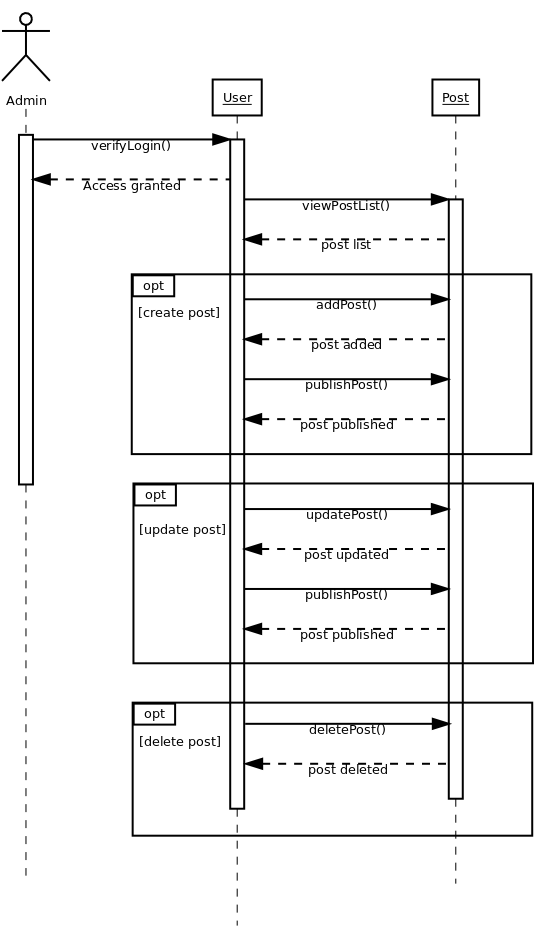 Admin
User
Post
verifyLogin()
Access granted
viewPostList()
post list
opt
[create post]
addPost()
post added
publishPost()
post published
opt
[update post]
updatePost()
post updated
publishPost()
post published
opt
[delete post]
deletePost()
post deleted